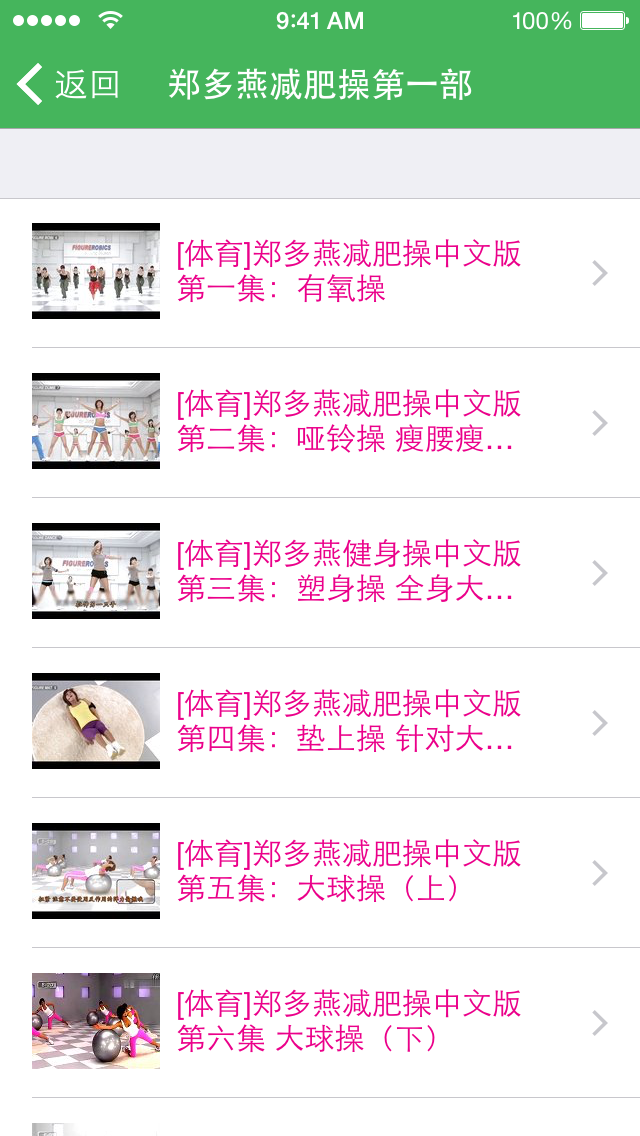 9:41 AM
100%
返回
郑多燕减肥操第一部
FIGUREROBICS
[体育]郑多燕减肥操中文版
第一集：有氧操
[体育]郑多燕减肥操中文版
第二集：哑铃操 瘦腰瘦...
[体育]郑多燕健身操中文版
第三集：塑身操 全身大...
[体育]郑多燕减肥操中文版
第四集：垫上操 针对大...
[体育]郑多燕减肥操中文版
第五集：大球操（上）
[体育]郑多燕减肥操中文版
第六集 大球操（下）